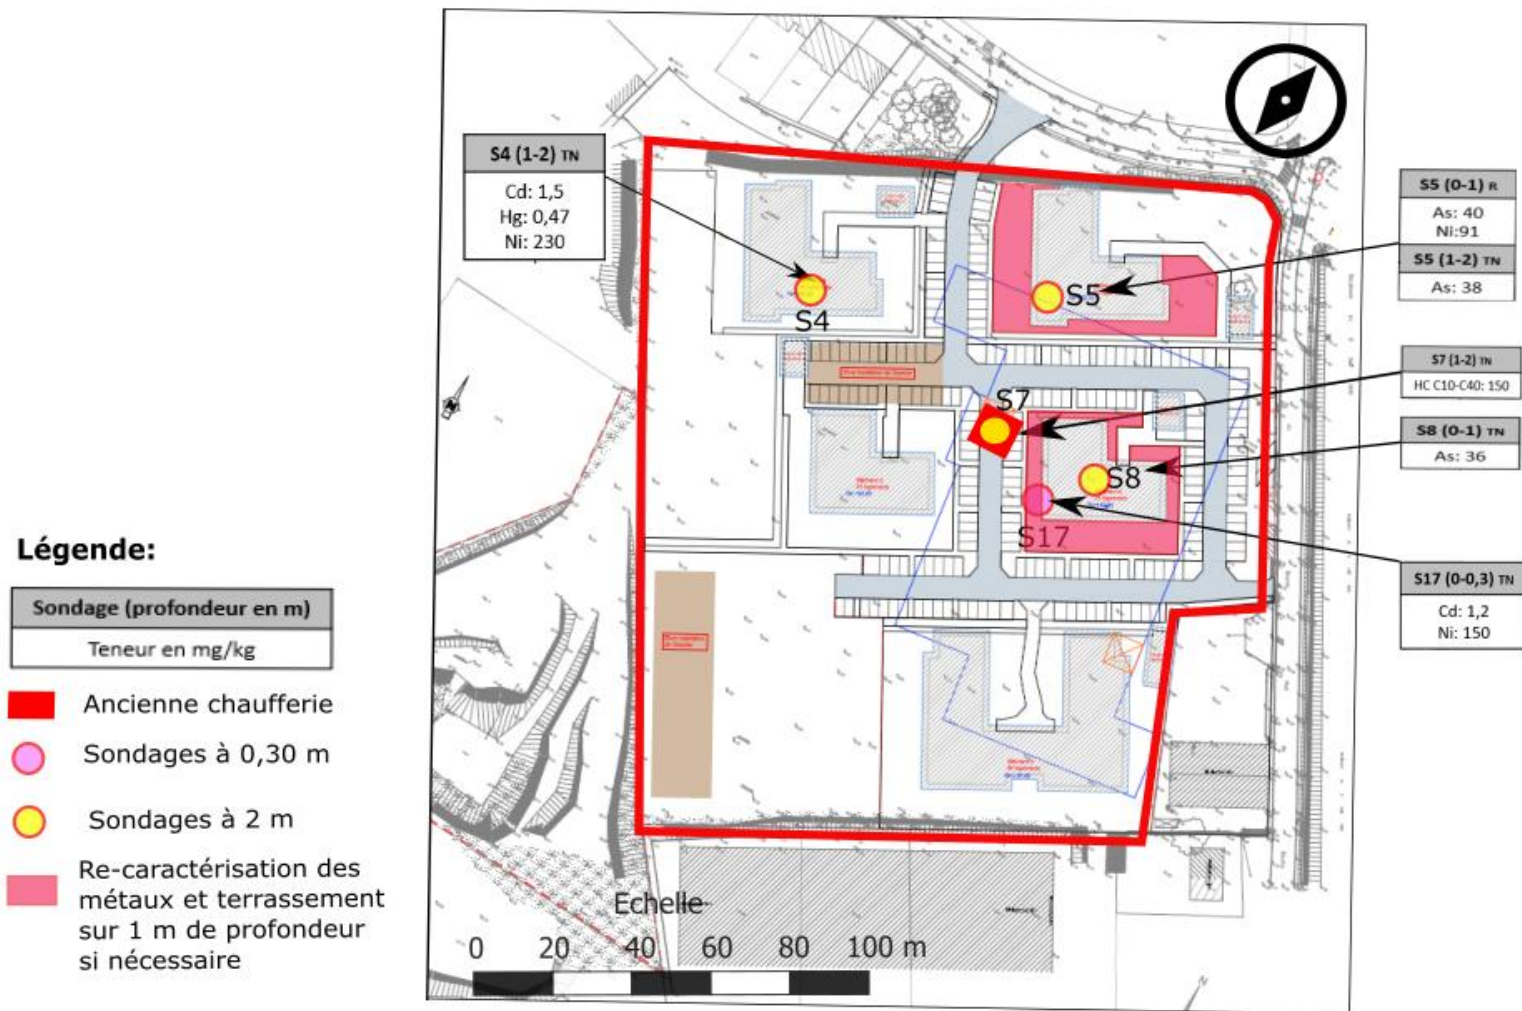 S4 (1-2) TN
Cd: 1,5
Hg: 0,47
Ni: 230
S5 (0-1) R
As: 40
Ni:91
S5 (1-2) TN
As: 38
S7 (1-2) TN
HC C10-C40: 150
S8 (0-1) TN
As: 36
S17 (0-0,3) TN
Cd: 1,2
Ni: 150
S4
S5
S7
S8
S17
N
Légende:
Sondage (profondeur en m)
Teneur en mg/kg
Ancienne chaufferie
Sondages à 0,30 m
Sondages à 2 m
Re-caractérisation des
métaux et terrassement
sur 1 m de profondeur
si nécessaire
Echelle
0 20 40 60 80 100 m